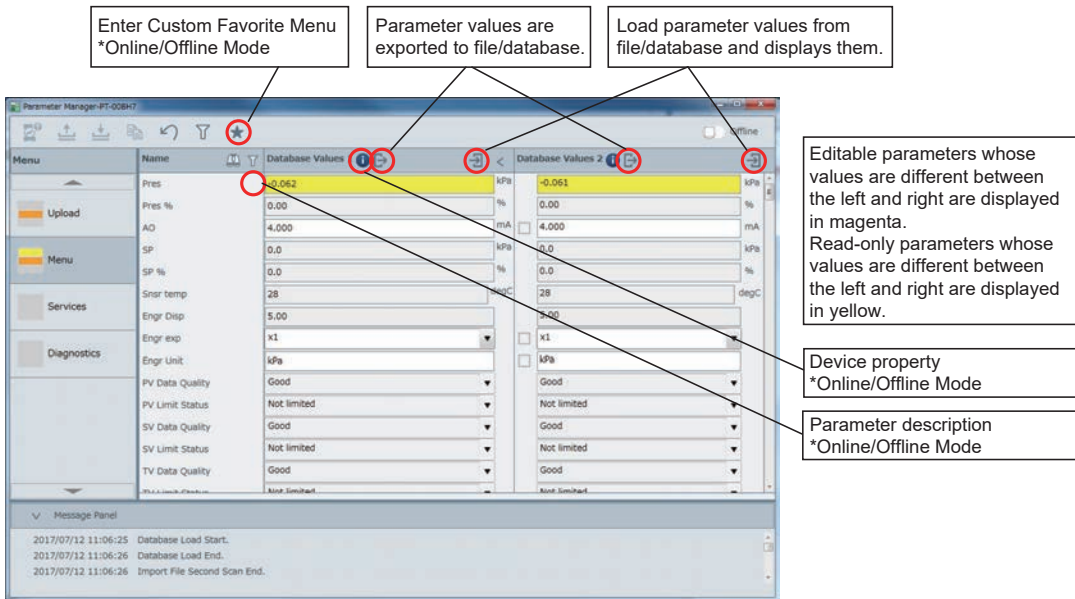 Enter Custom Favorite Menu
*Online/Offline Mode
Parameter values are
exported to file/database.
Load parameter values from
file/database and displays them.
Parameter Manager-PT-008H7
Offline
Menu
Name
Database Values
<
Database Values 2
Upload
Menu
Services
Diagnostics
Pres -0.062 kPa -0.061 kPa
Pres % 0.00 % 0.00 %
AO 4.000 mA 4.000 mA
SP 0.0 kPa 0.0 kPa
SP % 0.0 % 0.0 %
Snsr temp 28 degC 28 degC
Engr Disp 5.00 5.00
Engr exp x1 x1
Engr Unit kPa kPa
PV Data Quality Good Good
PV Limit Status Not limited Not limited
SV Data Quality Good Good
SV Limit Status Not limited Not limited
TV Data Quality Good Good
TV Limit Status Not limited Not limited
Message Panel
2017/07/12 11:06:25 Database Load Start.
2017/07/12 11:06:26 Database Load End.
2017/07/12 11:06:26 Import File Second Scan End.
Editable parameters whose
values are different between
the left and right are displayed
in magenta.
Read-only parameters whose
values are different between
the left and right are displayed
in yellow.
Device property
*Online/Offline Mode
Parameter description
*Online/Offline Mode